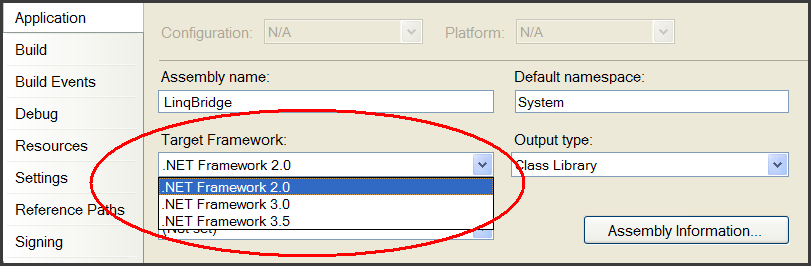 Application
Build
Build Events
Debug
Resources
Settings
Reference Paths
Signing
Configuration: N/A Platform: N/A
Assembly name: Default namespace:
LinqBridge System
Target Framework: Output type:
.NET Framework 2.0 Class Library
.NET Framework 2.0
.NET Framework 3.0
.NET Framework 3.5
(Not set)
Assembly Information...